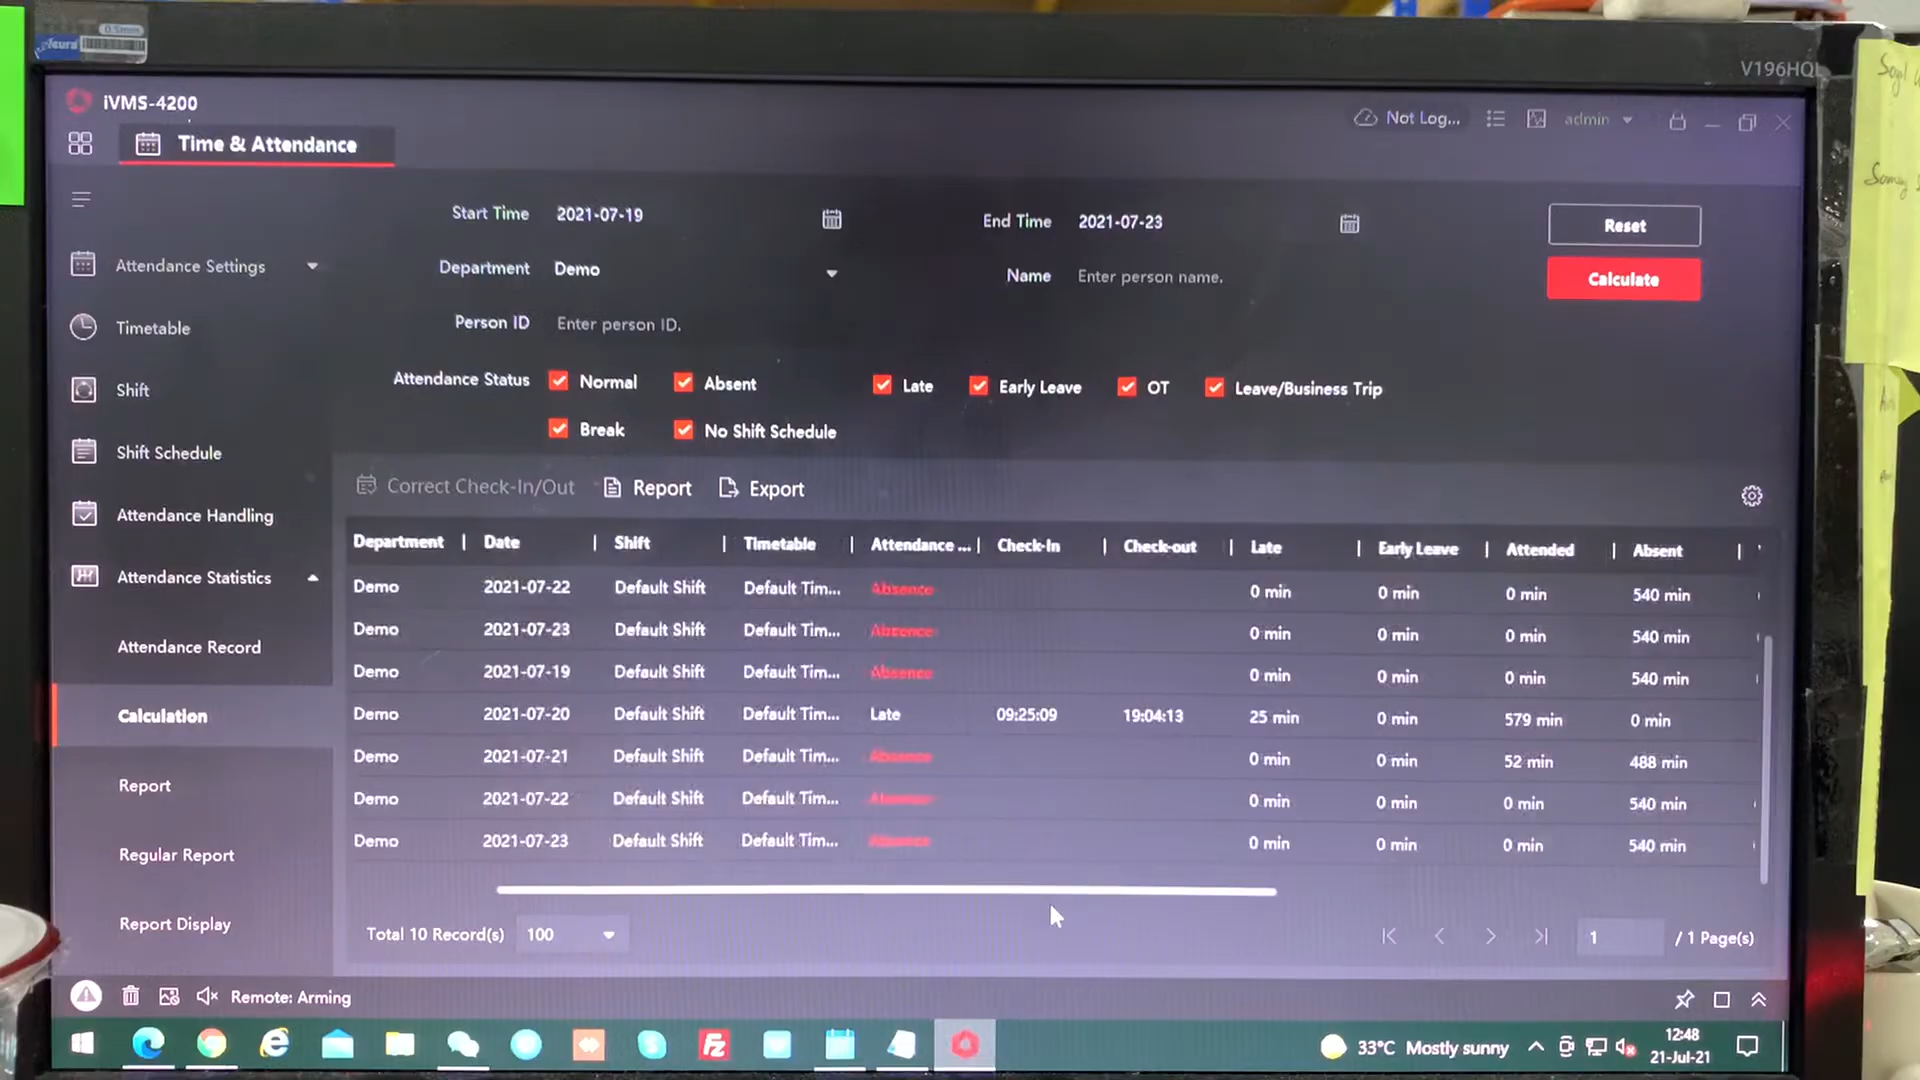 0.5mm
V196HQL
iVMS-4200
Not Log...
admin
Time & Attendance
Start Time 2021-07-19
End Time 2021-07-23
Reset
Attendance Settings
Department Demo
Name Enter person name.
Calculate
Timetable
Person ID Enter person ID.
Shift
Attendance Status Normal Absent Late Early Leave OT Leave/Business Trip
Break No Shift Schedule
Shift Schedule
Correct Check-In/Out Report Export
Attendance Handling
Department Date Shift Timetable Attendance ... Check-In Check-out Late Early Leave Attended Absent
Attendance Statistics
Demo 2021-07-22 Default Shift Default Tim... Absence 0 min 0 min 0 min 540 min
Demo 2021-07-23 Default Shift Default Tim... Absence 0 min 0 min 0 min 540 min
Attendance Record
Demo 2021-07-19 Default Shift Default Tim... Absence 0 min 0 min 0 min 540 min
Calculation
Demo 2021-07-20 Default Shift Default Tim... Late 09:25:09 19:04:13 25 min 0 min 579 min 0 min
Demo 2021-07-21 Default Shift Default Tim... Absence 0 min 0 min 52 min 488 min
Report
Demo 2021-07-22 Default Shift Default Tim... Absence 0 min 0 min 0 min 540 min
Demo 2021-07-23 Default Shift Default Tim... Absence 0 min 0 min 0 min 540 min
Regular Report
Report Display
Total 10 Record(s) 100
1 / 1 Page(s)
Remote: Arming
33°C Mostly sunny
12:48
21-Jul-21